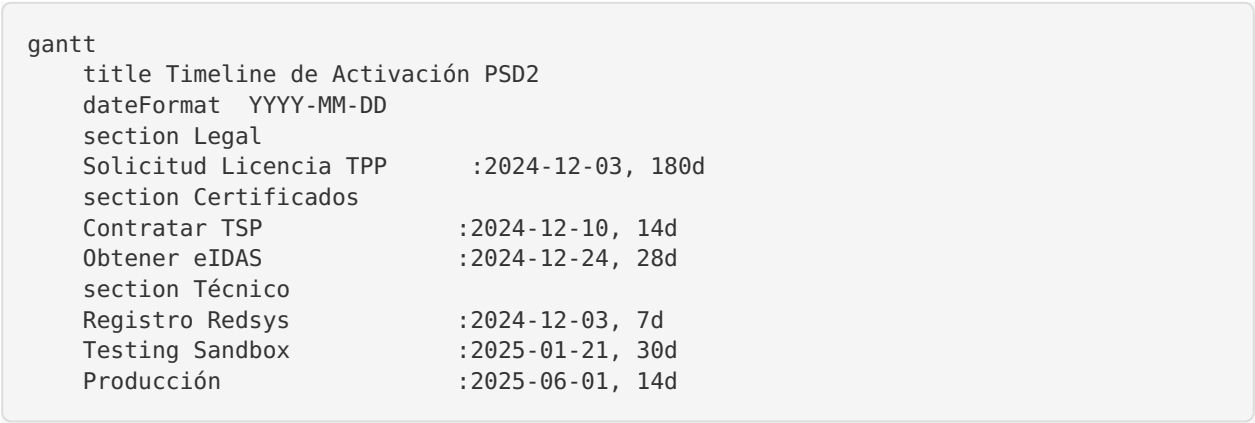 gantt
    title Timeline de Activación PSD2
    dateFormat  YYYY-MM-DD
    section Legal
    Solicitud Licencia TPP      :2024-12-03, 180d
    section Certificados
    Contratar TSP              :2024-12-10, 14d
    Obtener eIDAS              :2024-12-24, 28d
    section Técnico
    Registro Redsys            :2024-12-03, 7d
    Testing Sandbox            :2025-01-21, 30d
    Producción                 :2025-06-01, 14d